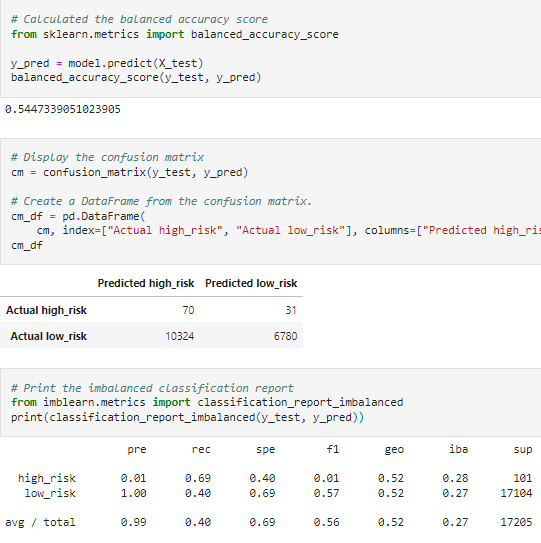 # Calculated the balanced accuracy score
from sklearn.metrics import balanced_accuracy_score
y_pred = model.predict(X_test)
balanced_accuracy_score(y_test, y_pred)
0.5447339051023905
# Display the confusion matrix
cm = confusion_matrix(y_test, y_pred)
# Create a DataFrame from the confusion matrix.
cm_df = pd.DataFrame(
cm, index=["Actual high_risk", "Actual low_risk"], columns=["Predicted high_ris
cm_df
Predicted high_risk Predicted low_risk
Actual high_risk 70 31
Actual low_risk 10324 6780
# Print the imbalanced classification report
from imblearn.metrics import classification_report_imbalanced
print(classification_report_imbalanced(y_test, y_pred))
pre rec spe f1 geo iba sup
high_risk 0.01 0.69 0.40 0.01 0.52 0.28 101
low_risk 1.00 0.40 0.69 0.57 0.52 0.27 17104
avg / total 0.99 0.40 0.69 0.56 0.52 0.27 17205